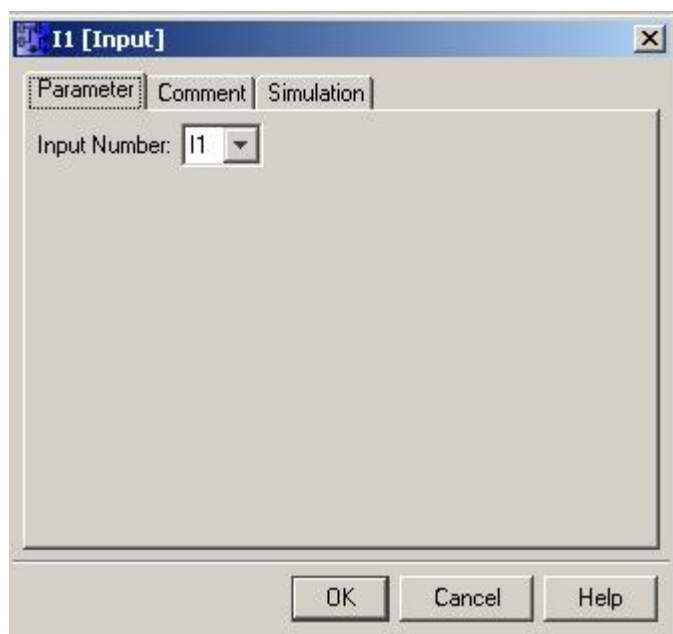 I1 [Input]
Parameter Comment Simulation
Input Number: I1
OK Cancel Help